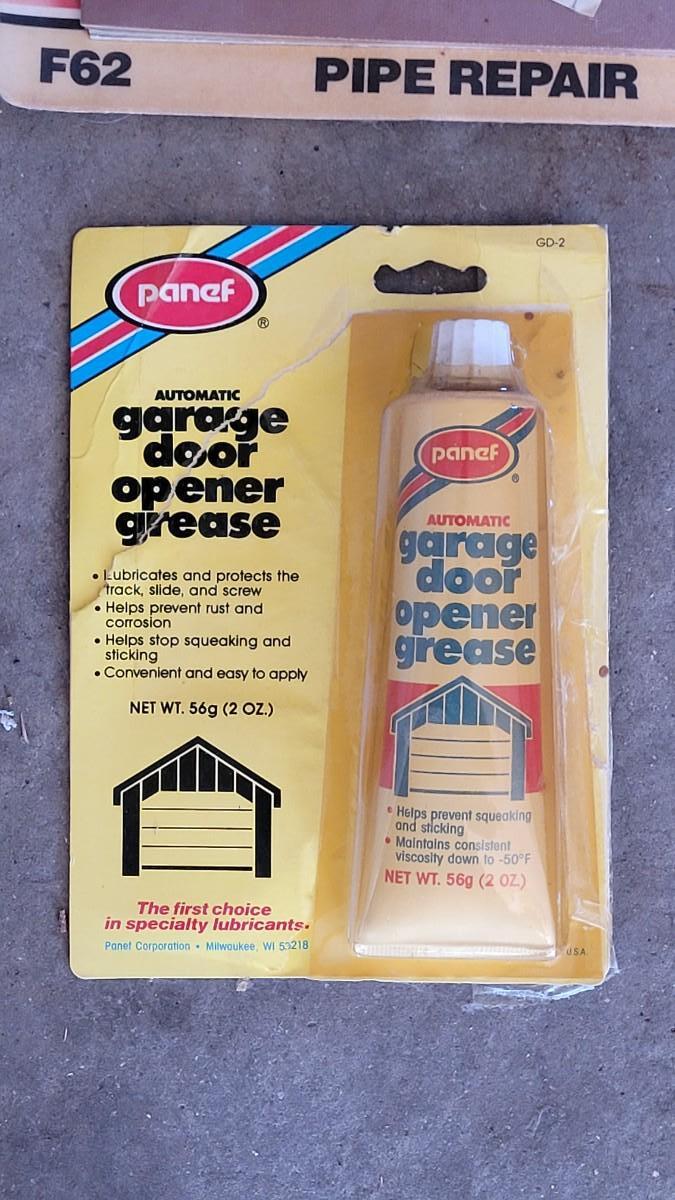 F62 PIPE REPAIR
GD-2
panef
®
AUTOMATIC
garage
door
opener
grease
• Lubricates and protects the
track, slide, and screw
• Helps prevent rust and
corrosion
• Helps stop squeaking and
sticking
• Convenient and easy to apply
NET WT. 56g (2 OZ.)
The first choice
in specialty lubricants.
Panef Corporation • Milwaukee, WI 53218
panef
®
AUTOMATIC
garage
door
opener
grease
• Helps prevent squeaking
and sticking
• Maintains consistent
viscosity down to -50°F
NET WT. 56g (2 OZ.)
U.S.A.